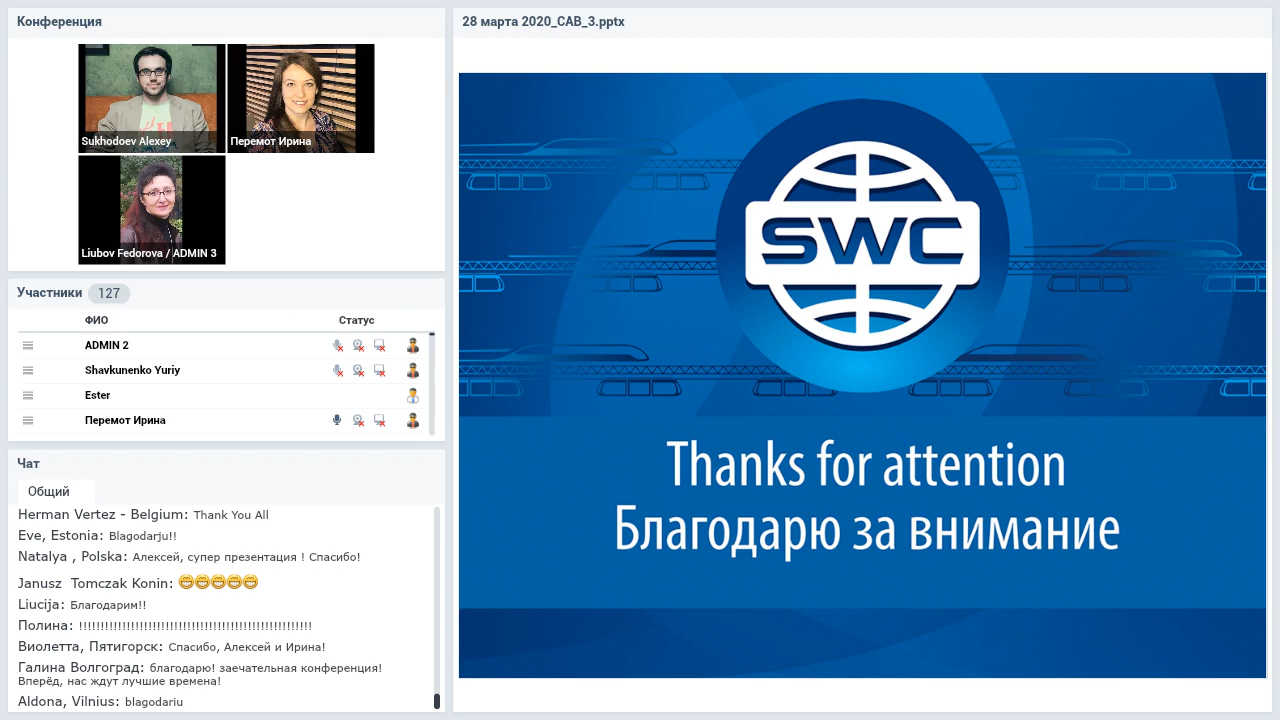 Конференция
Sukhodoev Alexey
Перемот Ирина
Liubov Fedorova / ADMIN 3
Участники 127
ФИО Статус
ADMIN 2
Shavkunenko Yuriy
Ester
Перемот Ирина
Чат
Общий
Herman Vertez - Belgium: Thank You All
Eve, Estonia: Blagodarju!!
Natalya , Polska: Алексей, супер презентация ! Спасибо!
Janusz Tomczak Konin:
Liucija: Благодарим!!
Полина: !!!!!!!!!!!!!!!!!!!!!!!!!!!!!!!!!!!!!!!!!!!!!!!!!!!!!!
Виолетта, Пятигорск: Спасибо, Алексей и Ирина!
Галина Волгоград: благодарю! заечательная конференция!
Вперёд, нас ждут лучшие времена!
Aldona, Vilnius: blagodariu
28 марта 2020_CAB_3.pptx
SWC
Thanks for attention
Благодарю за внимание